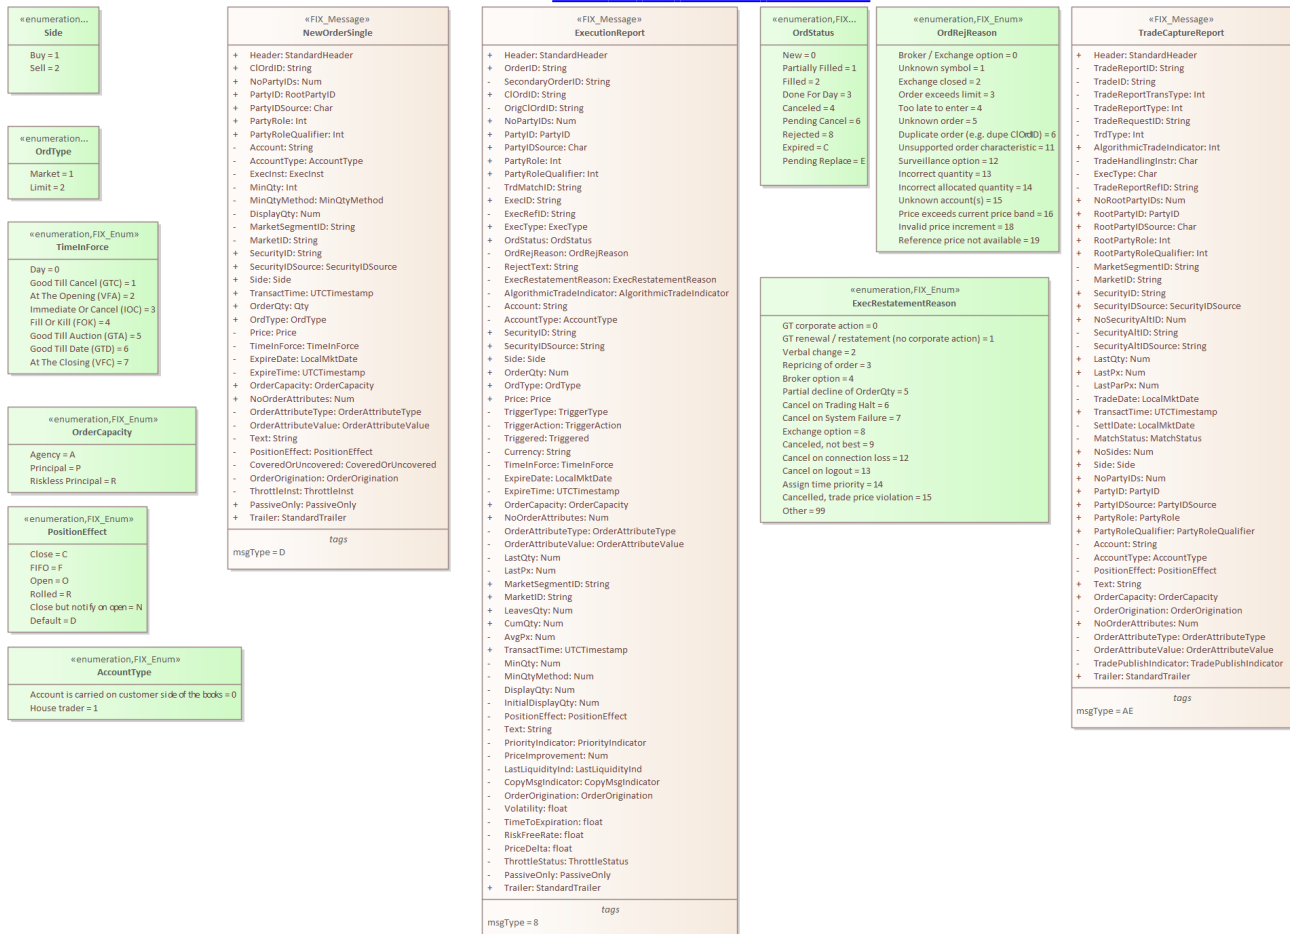 «enumeration...
Side
Buy = 1
Sell = 2
«enumeration...
OrdType
Market = 1
Limit = 2
«enumeration,FIX_Enum»
TimeInForce
Day = 0
Good Till Cancel (GTC) = 1
At The Opening (VFA) = 2
Immediate Or Cancel (IOC) = 3
Fill Or Kill (FOK) = 4
Good Till Auction (GTA) = 5
Good Till Date (GTD) = 6
At The Closing (VFC) = 7
«enumeration,FIX_Enum»
OrderCapacity
Agency = A
Principal = P
Riskless Principal = R
«enumeration,FIX_Enum»
PositionEffect
Close = C
FIFO = F
Open = O
Rolled = R
Close but notify on open = N
Default = D
«enumeration,FIX_Enum»
AccountType
Account is carried on customer side of the books = 0
House trader = 1
«FIX_Message»
NewOrderSingle
+ Header: StandardHeader
+ ClOrdID: String
+ NoPartyIDs: Num
+ PartyID: RootPartyID
+ PartyIDSource: Char
+ PartyRole: Int
+ PartyRoleQualifier: Int
- Account: String
- AccountType: AccountType
- ExecInst: ExecInst
- MinQty: Int
- MinQtyMethod: MinQtyMethod
- DisplayQty: Num
- MarketSegmentID: String
- MarketID: String
+ SecurityID: String
+ SecurityIDSource: SecurityIDSource
+ Side: Side
+ TransactTime: UTCTimestamp
+ OrderQty: Qty
+ OrdType: OrdType
- Price: Price
- TimeInForce: TimeInForce
- ExpireDate: LocalMktDate
- ExpireTime: UTCTimestamp
+ OrderCapacity: OrderCapacity
+ NoOrderAttributes: Num
- OrderAttributeType: OrderAttributeType
- OrderAttributeValue: OrderAttributeValue
- Text: String
- PositionEffect: PositionEffect
- CoveredOrUncovered: CoveredOrUncovered
- OrderOrigination: OrderOrigination
- ThrottleInst: ThrottleInst
+ PassiveOnly: PassiveOnly
+ Trailer: StandardTrailer
tags
msgType = D
«FIX_Message»
ExecutionReport
+ Header: StandardHeader
+ OrderID: String
- SecondaryOrderID: String
+ ClOrdID: String
- OrigClOrdID: String
+ NoPartyIDs: Num
+ PartyID: PartyID
+ PartyIDSource: Char
+ PartyRole: Int
+ PartyRoleQualifier: Int
- TrdMatchID: String
+ ExecID: String
- ExecRefID: String
+ ExecType: ExecType
+ OrdStatus: OrdStatus
- OrdRejReason: OrdRejReason
- RejectText: String
- ExecRestatementReason: ExecRestatementReason
- AlgorithmicTradeIndicator: AlgorithmicTradeIndicator
- Account: String
- AccountType: AccountType
+ SecurityID: String
+ SecurityIDSource: String
+ Side: Side
+ OrderQty: Num
+ OrdType: OrdType
+ Price: Price
- TriggerType: TriggerType
- TriggerAction: TriggerAction
- Triggered: Triggered
- Currency: String
- TimeInForce: TimeInForce
- ExpireDate: LocalMktDate
- ExpireTime: UTCTimestamp
+ OrderCapacity: OrderCapacity
+ NoOrderAttributes: Num
- OrderAttributeType: OrderAttributeType
- OrderAttributeValue: OrderAttributeValue
- LastQty: Num
- LastPx: Num
+ MarketSegmentID: String
+ MarketID: String
+ LeavesQty: Num
+ CumQty: Num
- AvgPx: Num
+ TransactTime: UTCTimestamp
- MinQty: Num
- MinQtyMethod: Num
- DisplayQty: Num
- InitialDisplayQty: Num
- PositionEffect: PositionEffect
- Text: String
- PriorityIndicator: PriorityIndicator
- PriceImprovement: Num
- LastLiquidityInd: LastLiquidityInd
- CopyMsgIndicator: CopyMsgIndicator
- OrderOrigination: OrderOrigination
- Volatility: float
- TimeToExpiration: float
- RiskFreeRate: float
- PriceDelta: float
- ThrottleStatus: ThrottleStatus
- PassiveOnly: PassiveOnly
+ Trailer: StandardTrailer
tags
msgType = 8
«enumeration,FIX...
OrdStatus
New = 0
Partially Filled = 1
Filled = 2
Done For Day = 3
Canceled = 4
Pending Cancel = 6
Rejected = 8
Expired = C
Pending Replace = E
«enumeration,FIX_Enum»
OrdRejReason
Broker / Exchange option = 0
Unknown symbol = 1
Exchange closed = 2
Order exceeds limit = 3
Too late to enter = 4
Unknown order = 5
Duplicate order (e.g. dupe ClOrdID) = 6
Unsupported order characteristic = 11
Surveillance option = 12
Incorrect quantity = 13
Incorrect allocated quantity = 14
Unknown account(s) = 15
Price exceeds current price band = 16
Invalid price increment = 18
Reference price not available = 19
«enumeration,FIX_Enum»
ExecRestatementReason
GT corporate action = 0
GT renewal / restatement (no corporate action) = 1
Verbal change = 2
Repricing of order = 3
Broker option = 4
Partial decline of OrderQty = 5
Cancel on Trading Halt = 6
Cancel on System Failure = 7
Exchange option = 8
Canceled, not best = 9
Cancel on connection loss = 12
Cancel on logout = 13
Assign time priority = 14
Cancelled, trade price violation = 15
Other = 99
«FIX_Message»
TradeCaptureReport
+ Header: StandardHeader
- TradeReportID: String
- TradeID: String
- TradeReportTransType: Int
- TradeReportType: Int
- TradeRequestID: String
- TrdType: Int
+ AlgorithmicTradeIndicator: Int
- TradeHandlingInstr: Char
- ExecType: Char
- TradeReportRefID: String
+ NoRootPartyIDs: Num
+ RootPartyID: PartyID
+ RootPartyIDSource: Char
+ RootPartyRole: Int
+ RootPartyRoleQualifier: Int
- MarketSegmentID: String
- MarketID: String
+ SecurityID: String
+ SecurityIDSource: SecurityIDSource
+ NoSecurityAltID: Num
- SecurityAltID: String
- SecurityAltIDSource: String
+ LastQty: Num
+ LastPx: Num
- LastParPx: Num
- TradeDate: LocalMktDate
+ TransactTime: UTCTimestamp
- SettlDate: LocalMktDate
- MatchStatus: MatchStatus
+ NoSides: Num
+ Side: Side
+ NoPartyIDs: Num
+ PartyID: PartyID
+ PartyIDSource: PartyIDSource
+ PartyRole: PartyRole
+ PartyRoleQualifier: PartyRoleQualifier
- Account: String
- AccountType: AccountType
- PositionEffect: PositionEffect
+ Text: String
+ OrderCapacity: OrderCapacity
- OrderOrigination: OrderOrigination
+ NoOrderAttributes: Num
- OrderAttributeType: OrderAttributeType
- OrderAttributeValue: OrderAttributeValue
- TradePublishIndicator: TradePublishIndicator
+ Trailer: StandardTrailer
tags
msgType = AE